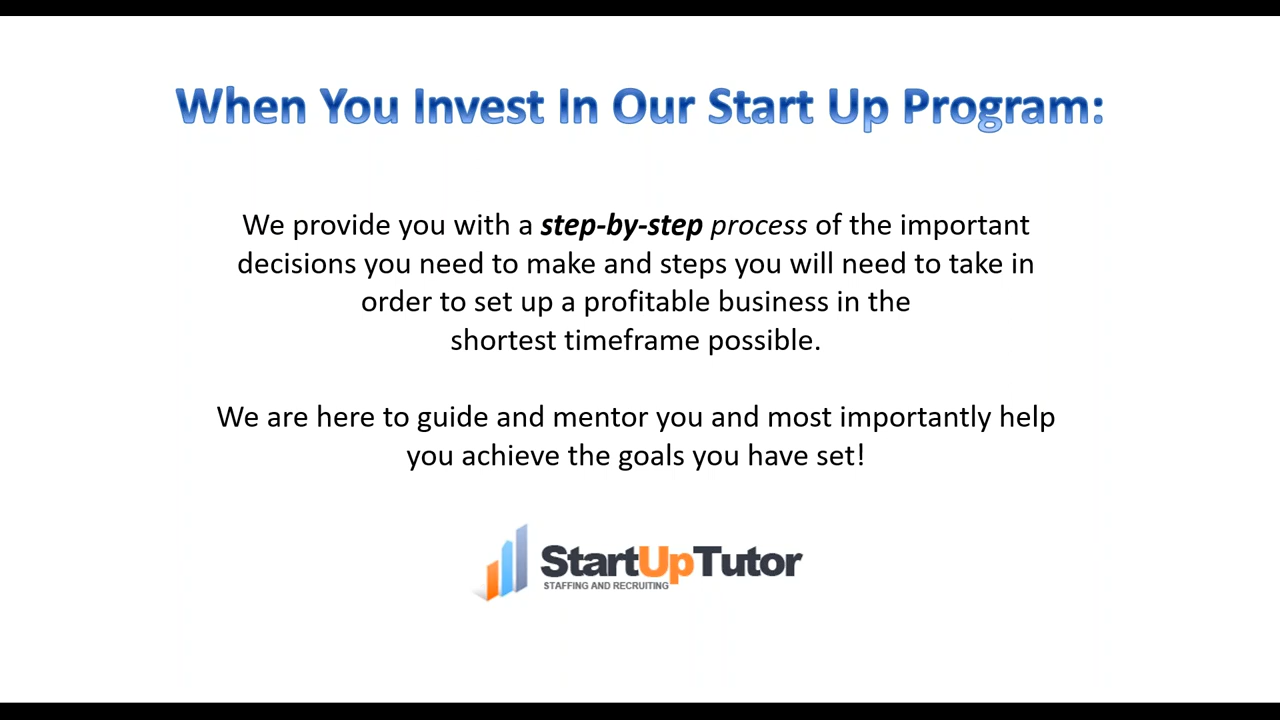 When You Invest In Our Start Up Program:
We provide you with a step-by-step process of the important
decisions you need to make and steps you will need to take in
order to set up a profitable business in the
shortest timeframe possible.
We are here to guide and mentor you and most importantly help
you achieve the goals you have set!
StartUpTutor
STAFFING AND RECRUITING